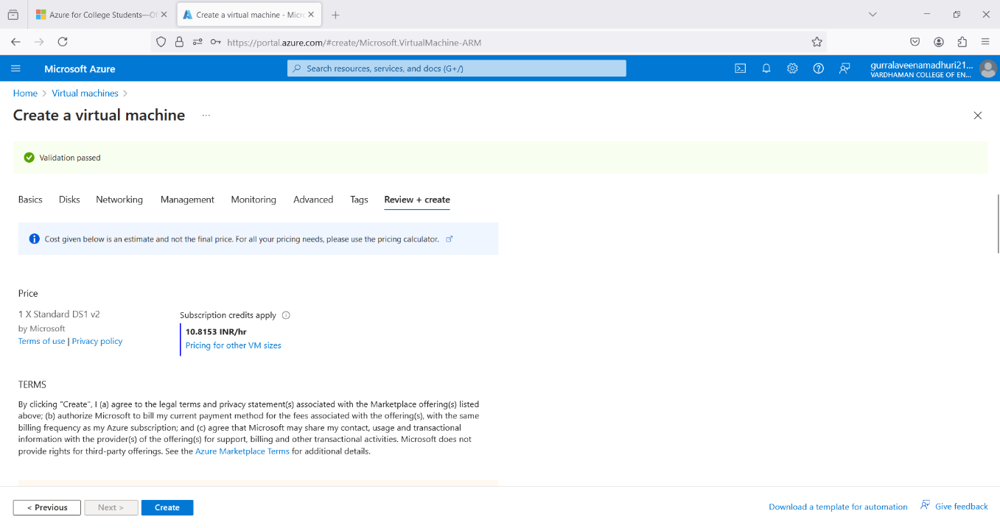 Azure for College Students—Of
Create a virtual machine - Micro
https://portal.azure.com/#create/Microsoft.VirtualMachine-ARM
Microsoft Azure
Search resources, services, and docs (G+/)
gurralaveenamadhuri21...
VARDHAMAN COLLEGE OF EN...
Home > Virtual machines >
Create a virtual machine ...
Validation passed
Basics Disks Networking Management Monitoring Advanced Tags Review + create
Cost given below is an estimate and not the final price. For all your pricing needs, please use the pricing calculator.
Price
1 X Standard DS1 v2
by Microsoft
Terms of use | Privacy policy
Subscription credits apply
10.8153 INR/hr
Pricing for other VM sizes
TERMS
By clicking "Create", I (a) agree to the legal terms and privacy statement(s) associated with the Marketplace offering(s) listed
above; (b) authorize Microsoft to bill my current payment method for the fees associated with the offering(s), with the same
billing frequency as my Azure subscription; and (c) agree that Microsoft may share my contact, usage and transactional
information with the provider(s) of the offering(s) for support, billing and other transactional activities. Microsoft does not
provide rights for third-party offerings. See the Azure Marketplace Terms for additional details.
< Previous Next > Create
Download a template for automation Give feedback